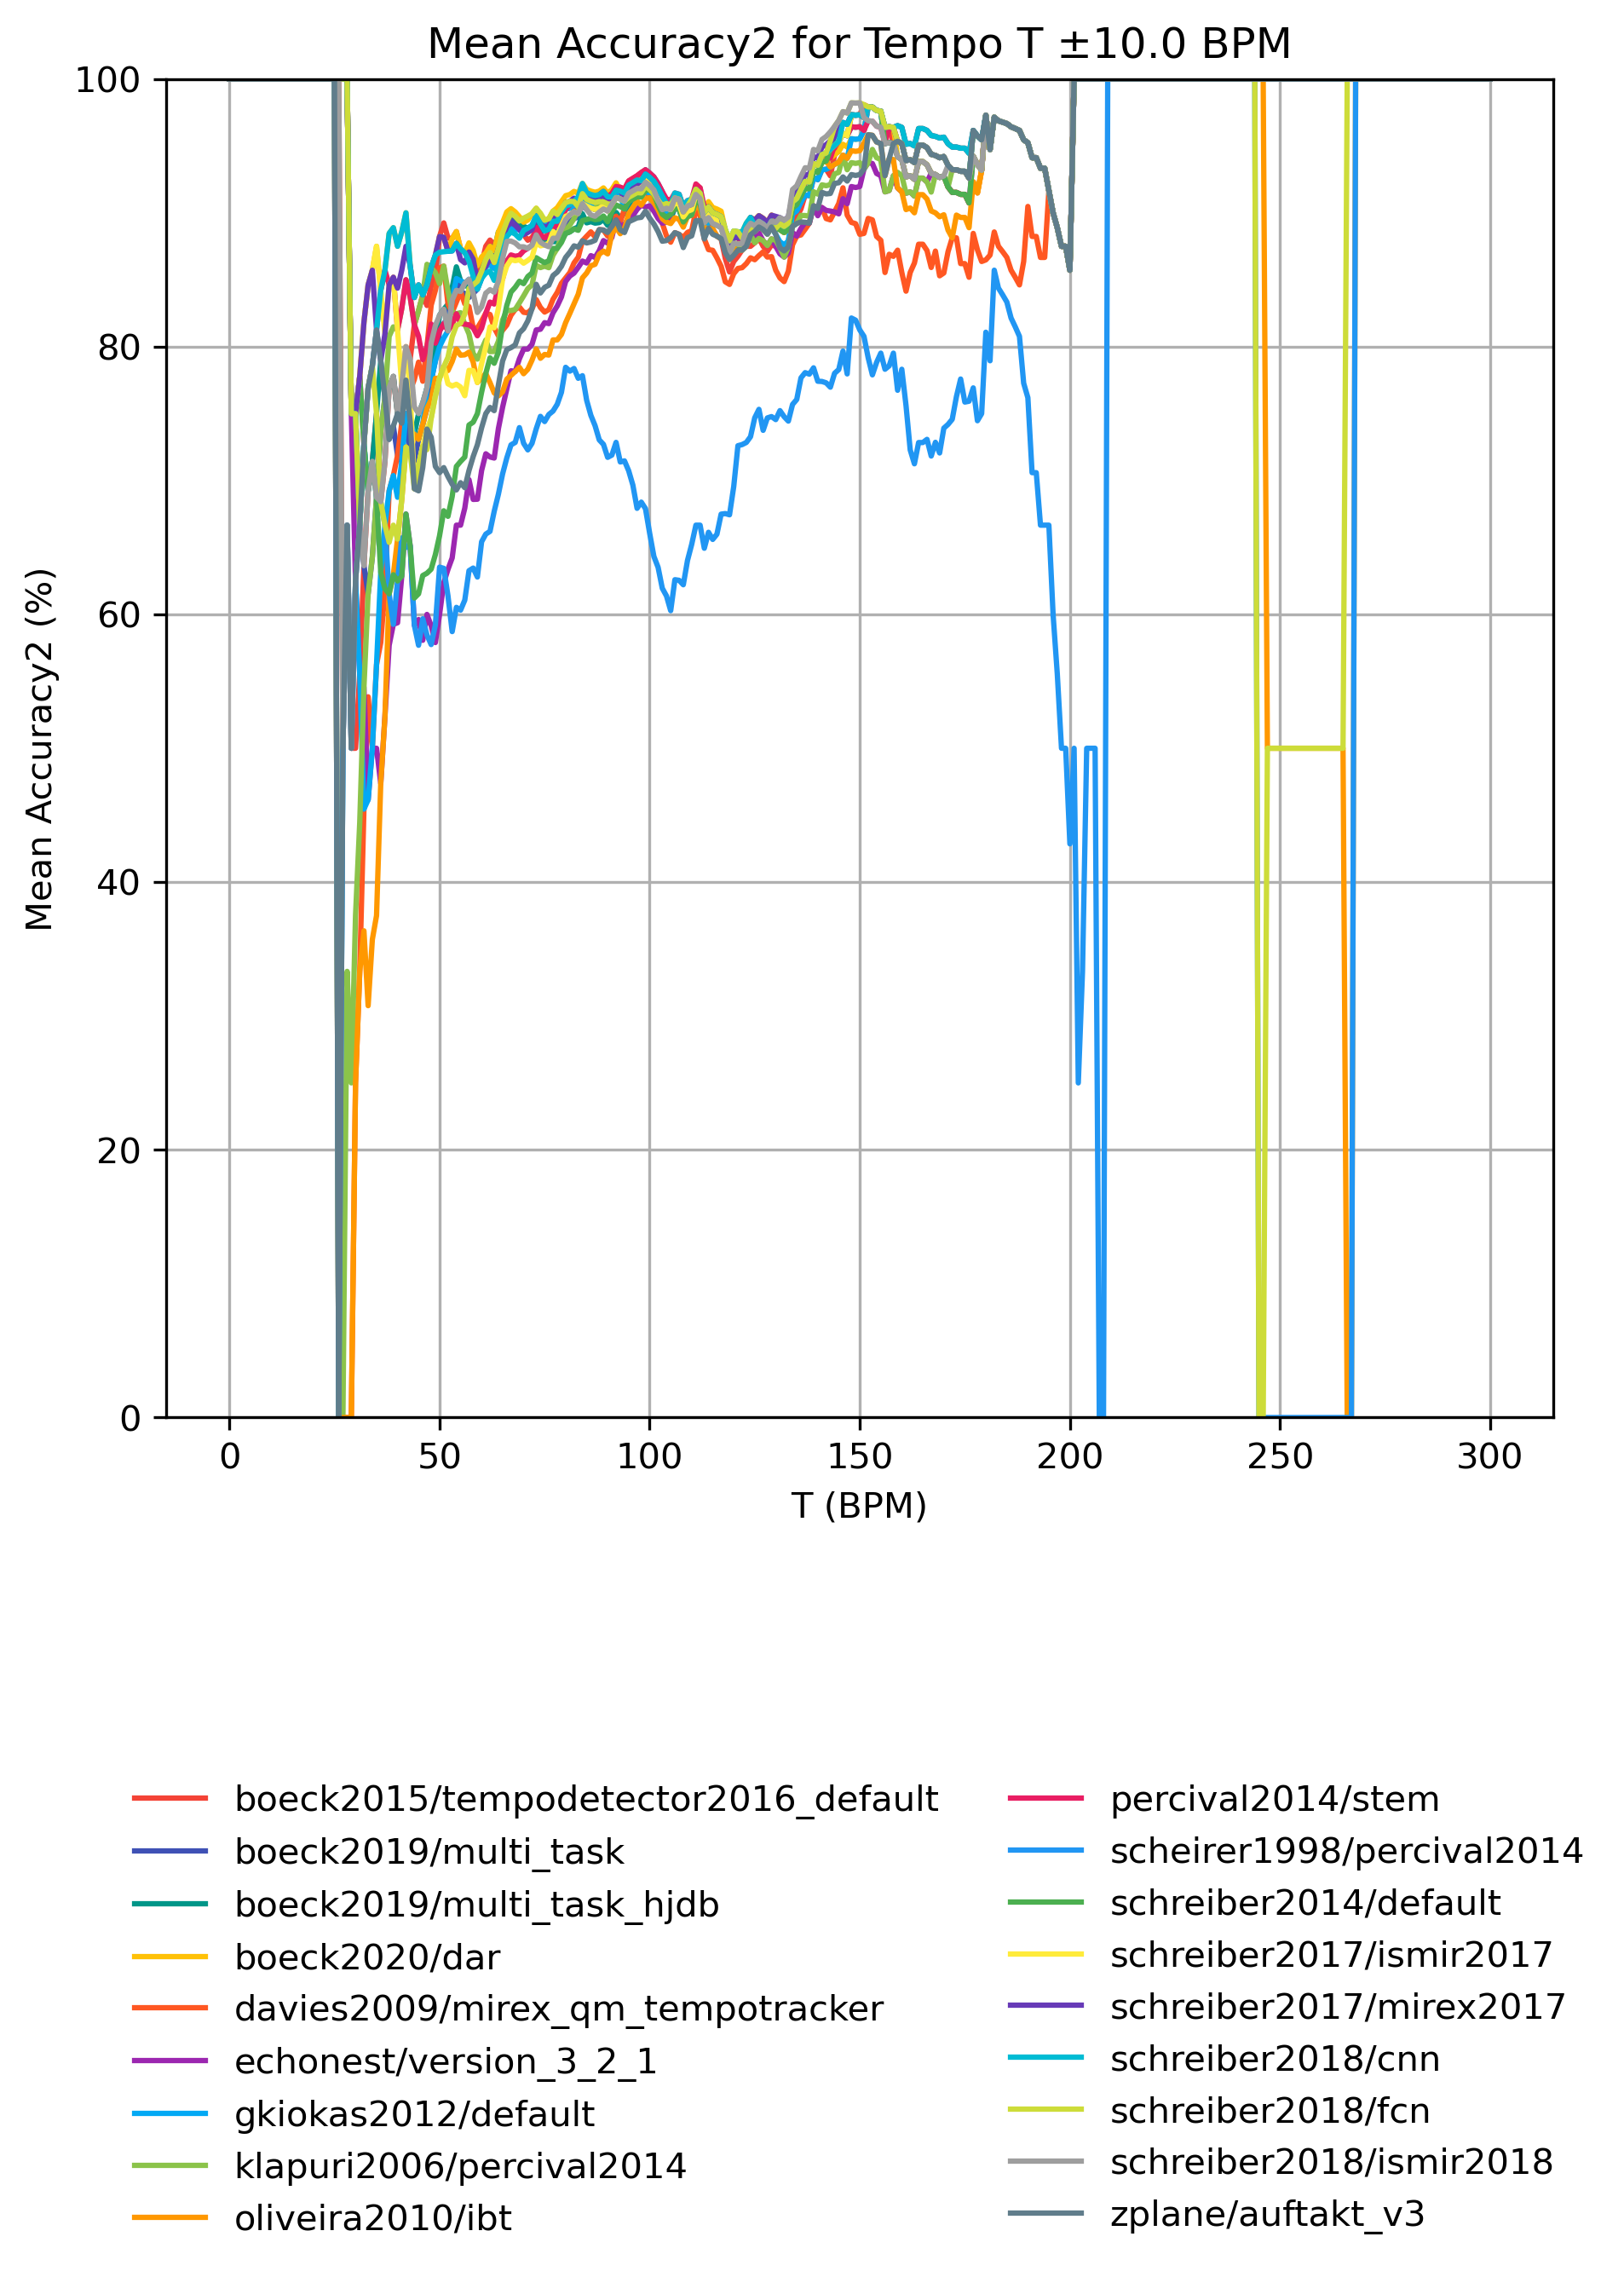 Mean Accuracy2 for Tempo T ±10.0 BPM
100
80
60
40
20
0
Mean Accuracy2 (%)
0 50 100 150 200 250 300
T (BPM)
boeck2015/tempodetector2016_default
boeck2019/multi_task
boeck2019/multi_task_hjdb
boeck2020/dar
davies2009/mirex_qm_tempotracker
echonest/version_3_2_1
gkiokas2012/default
klapuri2006/percival2014
oliveira2010/ibt
percival2014/stem
scheirer1998/percival2014
schreiber2014/default
schreiber2017/ismir2017
schreiber2017/mirex2017
schreiber2018/cnn
schreiber2018/fcn
schreiber2018/ismir2018
zplane/auftakt_v3